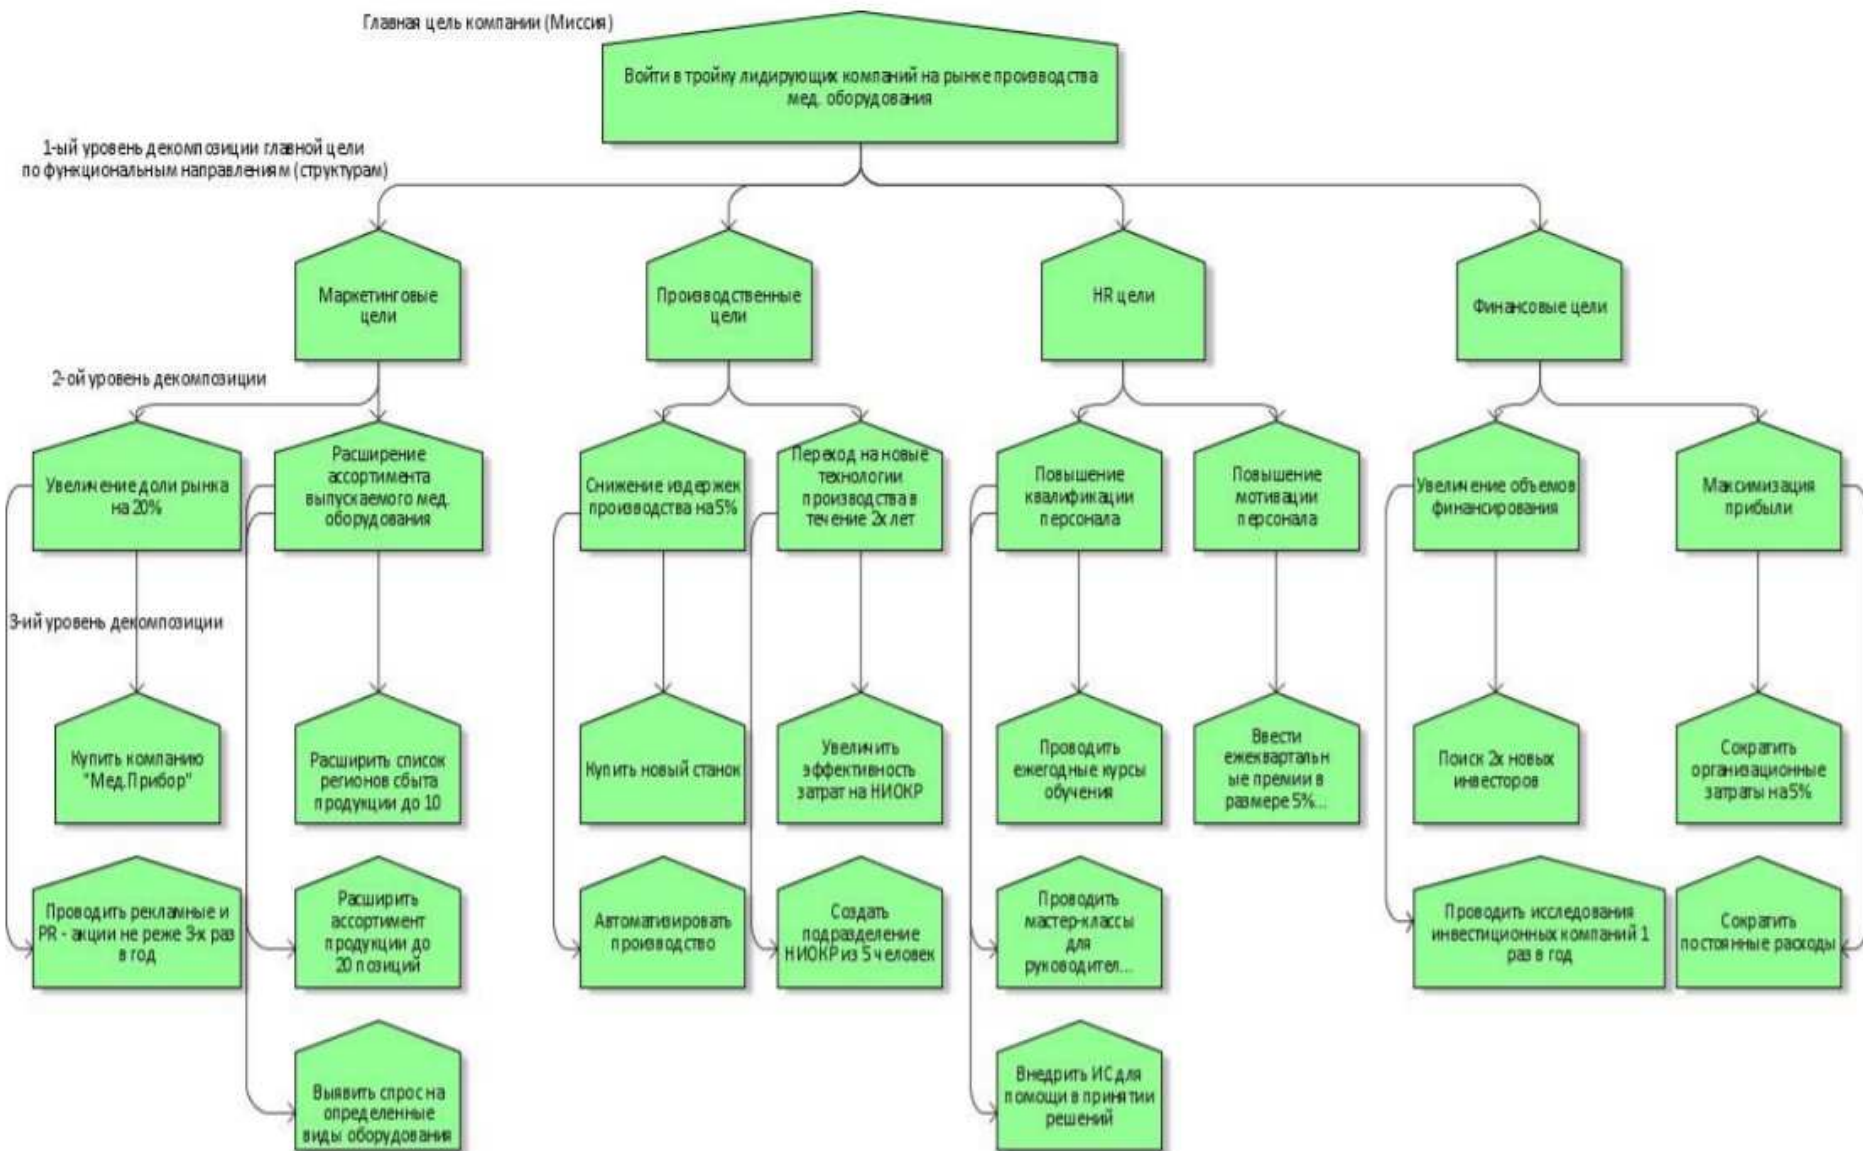 Главная цель компании (Миссия)
Войти в тройку лидирующих компаний на рынке производства
мед. оборудования
1-ый уровень декомпозиции главной цели
по функциональным направлениям (структурам)
Маркетинговые
цели
Производственные
цели
HR цели
Финансовые цели
2-ой уровень декомпозиции
Увеличение доли рынка
на 20%
Расширение
ассортимента
выпускаемого мед.
оборудования
Снижение издержек
производства на 5%
Переход на новые
технологии
производства в
течение 2х лет
Повышение
квалификации
персонала
Повышение
мотивации
персонала
Увеличение объемов
финансирования
Максимизация
прибыли
3-ий уровень декомпозиции
Купить компанию
"Мед.Прибор"
Расширить список
регионов сбыта
продукции до 10
Купить новый станок
Увеличить
эффективность
затрат на НИОКР
Проводить
ежегодные курсы
обучения
Ввести
ежеквартальн
ые премии в
размере 5%...
Поиск 2х новых
инвесторов
Сократить
организационные
затраты на 5%
Проводить рекламные и
PR - акции не реже 3-х раз
в год
Расширить
ассортимент
продукции до
20 позиций
Автоматизировать
производство
Создать
подразделение
НИОКР из 5 человек
Проводить
мастер-классы
для
руководител...
Проводить исследования
инвестиционных компаний 1
раз в год
Сократить
постоянные расходы
Выявить спрос на
определенные
виды оборудования
Внедрить ИС для
помощи в принятии
решений